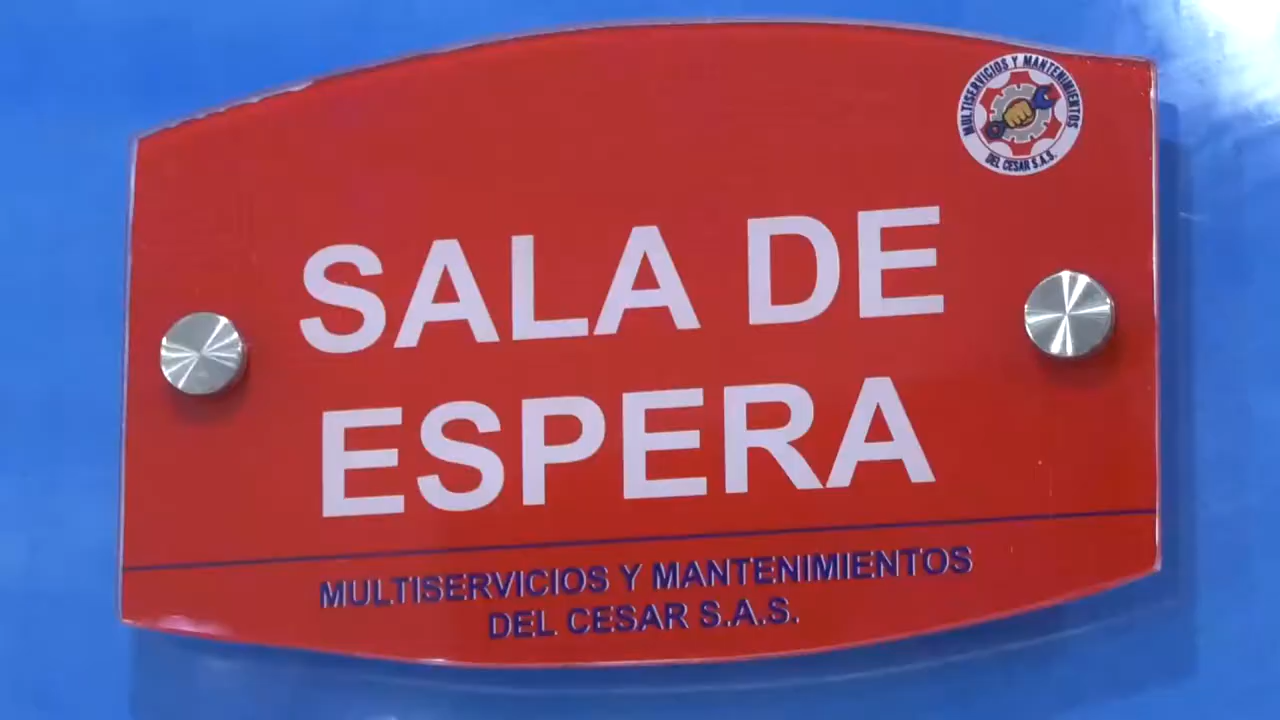 MULTISERVICIOS Y MANTENIMIENTOS
DEL CESAR S.A.S.
SALA DE
ESPERA
MULTISERVICIOS Y MANTENIMIENTOS
DEL CESAR S.A.S.